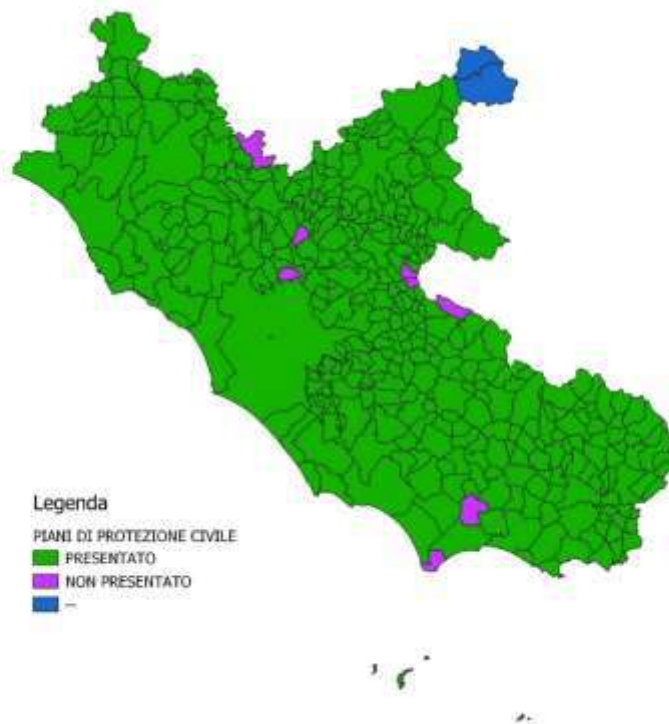 Legenda
PIANI DI PROTEZIONE CIVILE
PRESENTATO
NON PRESENTATO
--